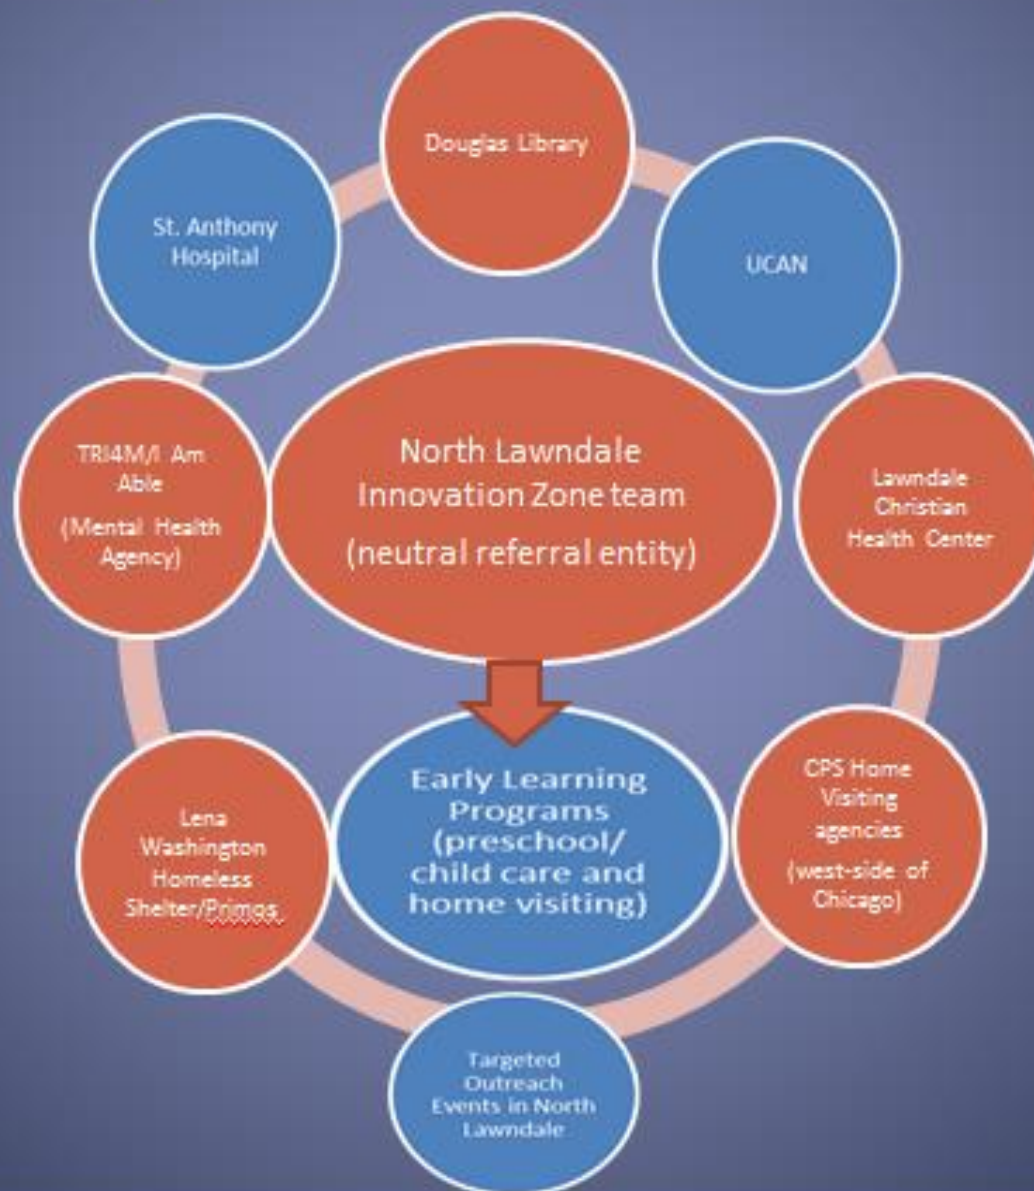 Douglas Library
St. Anthony
Hospital
UCAN
TRI4M/I Am
Able
(Mental Health
Agency)
North Lawndale
Innovation Zone team
(neutral referral entity)
Lawndale
Christian
Health Center
Lena
Washington
Homeless
Shelter/Primos
Early Learning
Programs
(preschool/
child care and
home visiting)
CPS Home
Visiting
agencies
(west-side of
Chicago)
Targeted
Outreach
Events in North
Lawndale